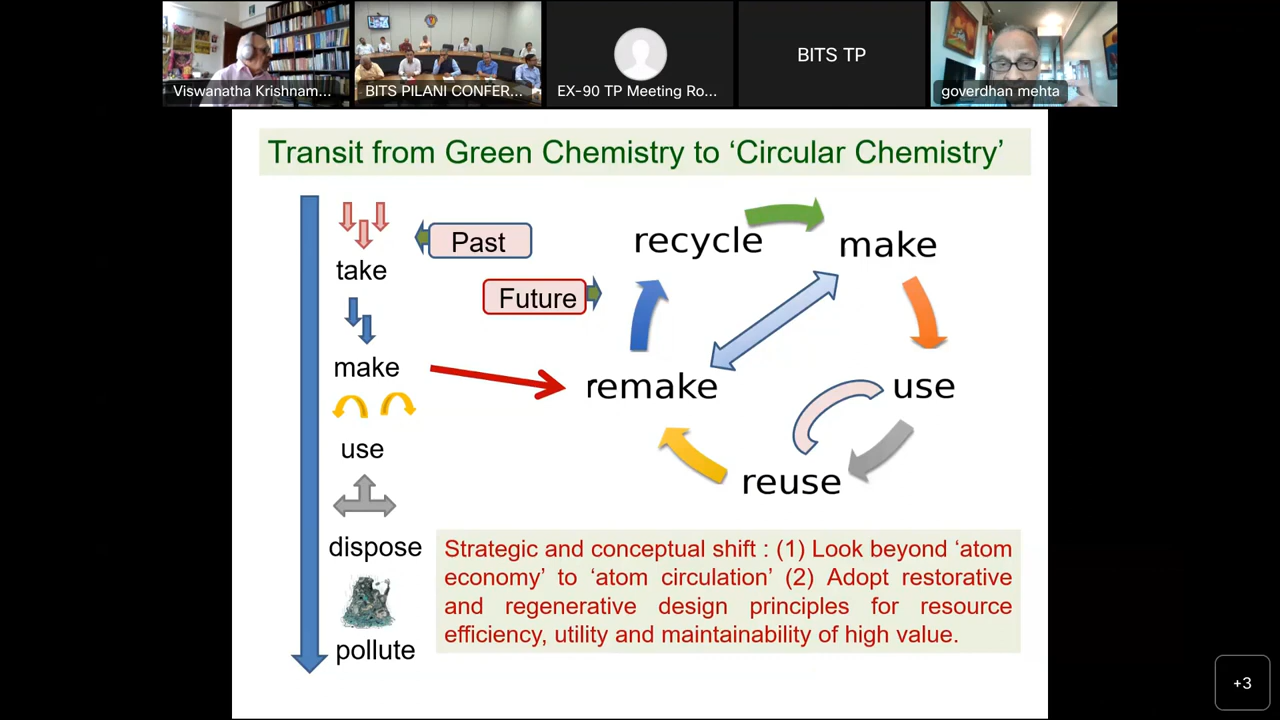 Viswanatha Krishnam...
BITS PILANI CONFER...
EX-90 TP Meeting Ro...
BITS TP
goverdhan mehta
Transit from Green Chemistry to ‘Circular Chemistry’
Past
Future
take
make
use
dispose
pollute
recycle
make
use
reuse
remake
Strategic and conceptual shift : (1) Look beyond ‘atom
economy’ to ‘atom circulation’ (2) Adopt restorative
and regenerative design principles for resource
efficiency, utility and maintainability of high value.
+3